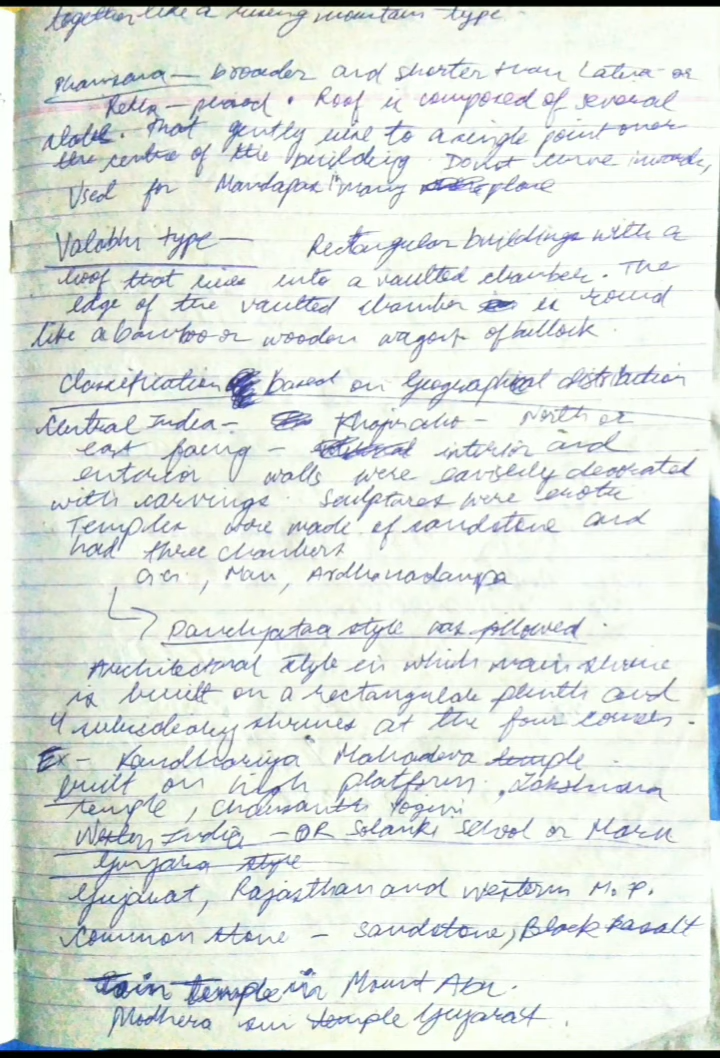 together like a rising mountain type.
Phamsana — broader and shorter than Latina or
Rekha-prasad. Roof is composed of several
slabs. That gently rise to a single point over
the centre of the building. Donot curve inwards,
Used for Mandapas in many place
Valabhi type — Rectangular buildings with a
roof that rises into a vaulted chamber. The
edge of the vaulted chamber is round
like a bamboo or wooden wagons of bullock.
Classification based on Geographical distribution
Central India - Khajuraho - North or
east facing - interior and
exterior walls were lavishly decorated
with carvings. Sculptures were erotic
Temples were made of sandstone and
had three chambers
Gar, Man, Ardhamadampa
Panchyatan style was followed.
Architectural style in which main shrine
is built on a rectangular plinth and
4 subsidiary shrines at the four corners.
Ex - Kandhariya Mahadeva temple
built on high platform. Lakshmana
temple, Chausanth Yogini
Western India - OR Solanki School or Maru
Gurjara style
Gujarat, Rajasthan and western M.P.
Common stone - Sandstone, Black Basalt
Jain temple in Mount Abu.
Modhera sun temple Gujarat.